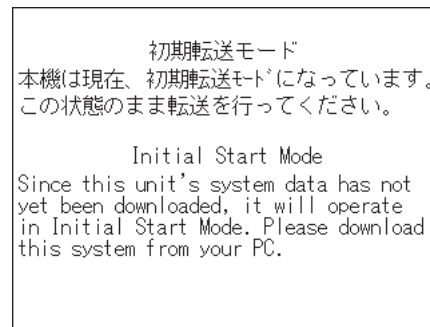 初期転送モード
本機は現在、初期転送ﾓｰﾄﾞになっています。
この状態のまま転送を行ってください。
Initial Start Mode
Since this unit's system data has not
yet been downloaded, it will operate
in Initial Start Mode. Please download
this system from your PC.